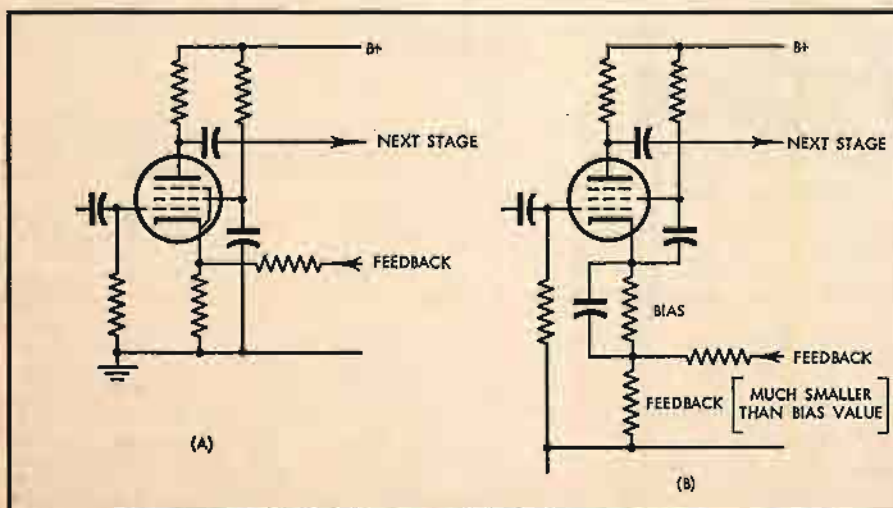 B+
NEXT STAGE
FEEDBACK
(A)
B+
NEXT STAGE
BIAS
FEEDBACK
FEEDBACK [MUCH SMALLER
THAN BIAS VALUE]
(B)